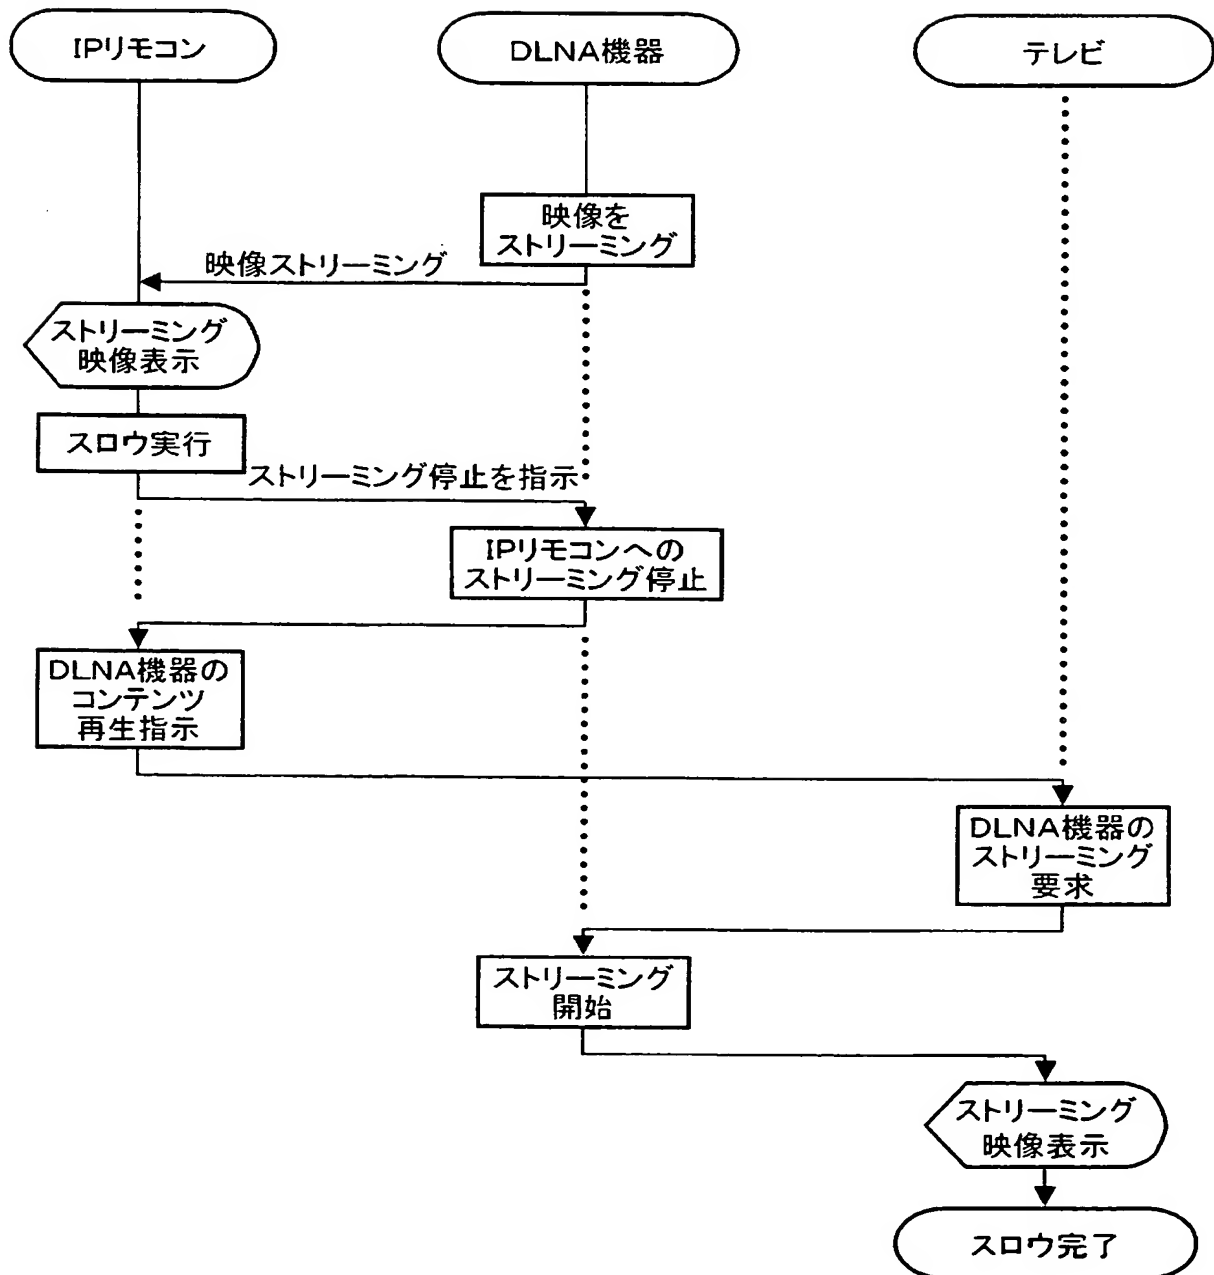 IPリモコン
DLNA機器
テレビ
映像を
ストリーミング
映像ストリーミング
ストリーミング
映像表示
スロウ実行
ストリーミング停止を指示
IPリモコンへの
ストリーミング停止
DLNA機器の
コンテンツ
再生指示
DLNA機器の
ストリーミング
要求
ストリーミング
開始
ストリーミング
映像表示
スロウ完了